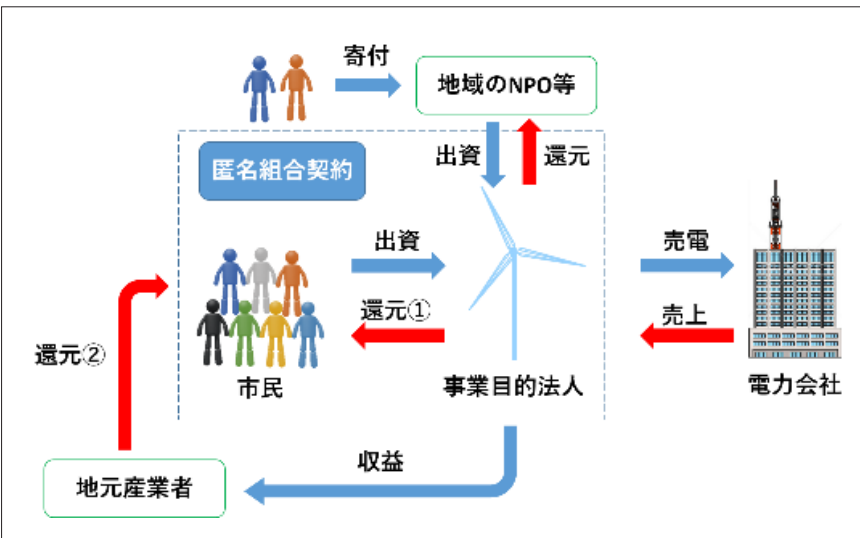 寄付
地域のNPO等
出資
還元
匿名組合契約
出資
売電
還元①
売上
還元②
市民
事業目的法人
電力会社
収益
地元産業者